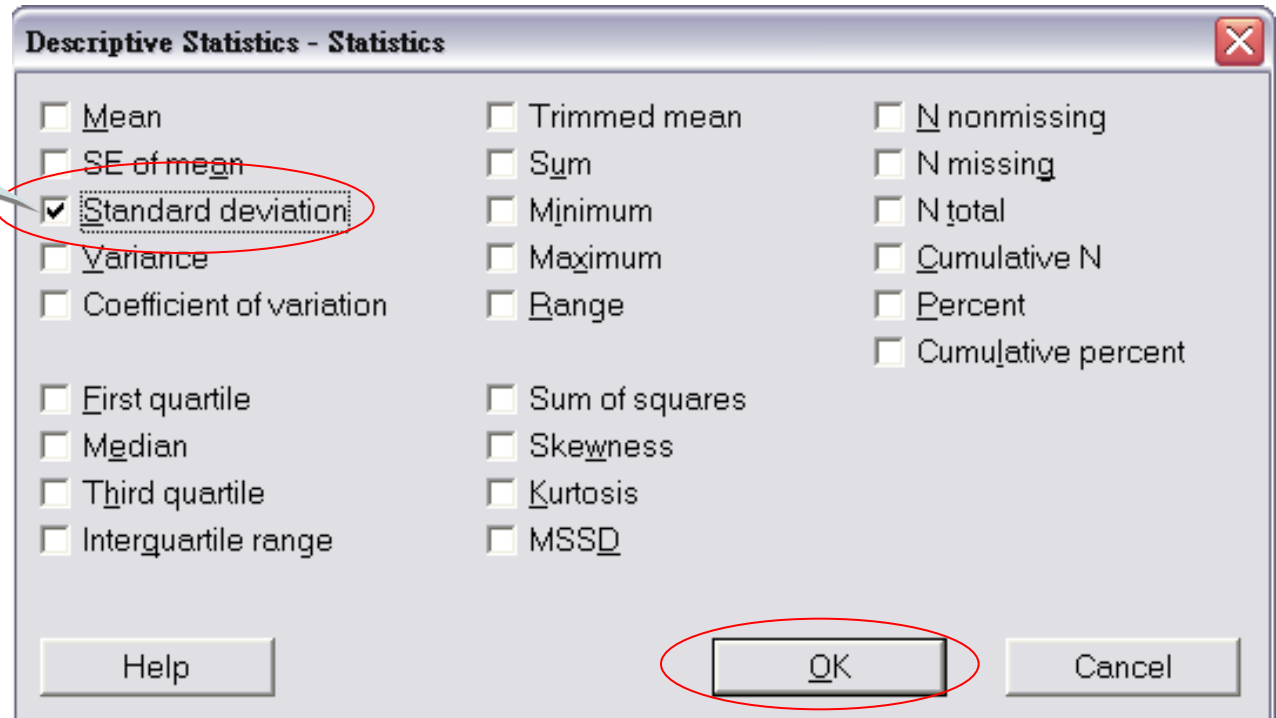 Descriptive Statistics - Statistics
Mean
SE of mean
Standard deviation
Variance
Coefficient of variation
First quartile
Median
Third quartile
Interquartile range
Trimmed mean
Sum
Minimum
Maximum
Range
Sum of squares
Skewness
Kurtosis
MSSD
N nonmissing
N missing
N total
Cumulative N
Percent
Cumulative percent
Help
OK
Cancel